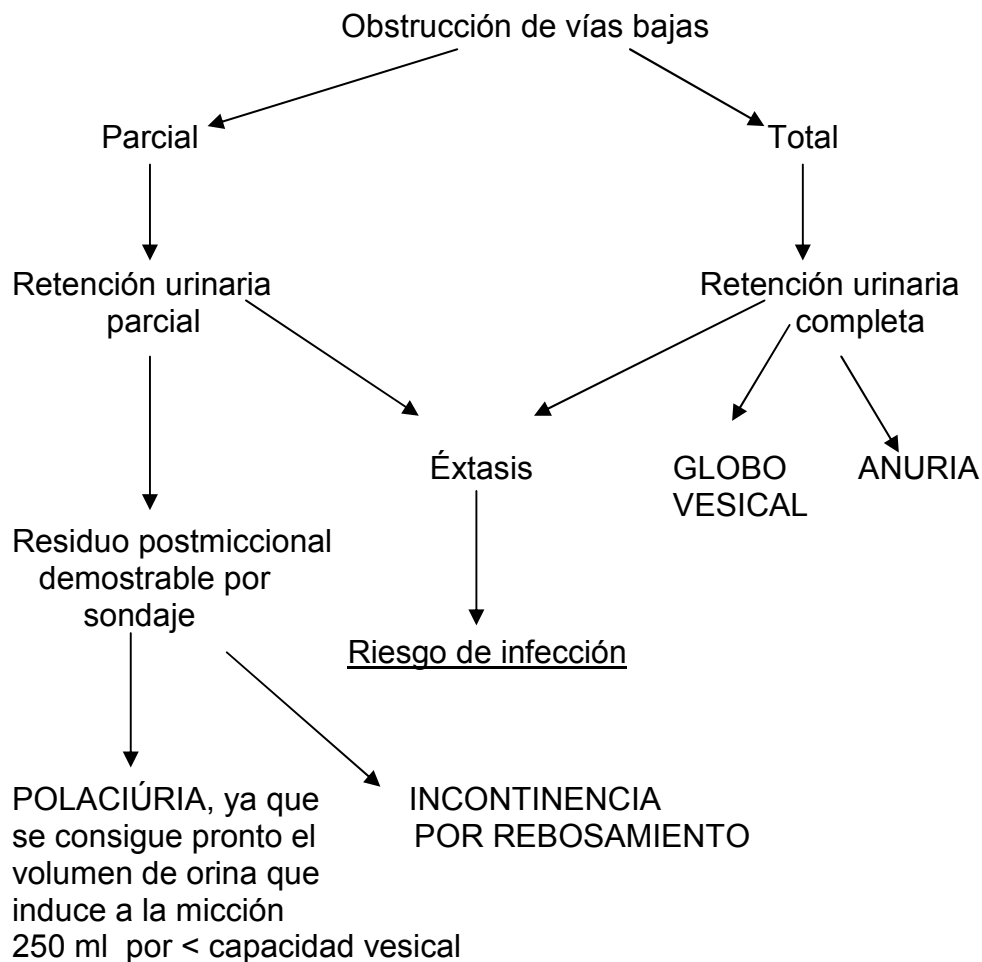 Obstrucción de vías bajas
Parcial
Total
Retención urinaria
parcial
Retención urinaria
completa
Éxtasis
GLOBO
VESICAL
ANURIA
Residuo postmiccional
demostrable por
sondaje
Riesgo de infección
POLACIÚRIA, ya que
se consigue pronto el
volumen de orina que
induce a la micción
250 ml por < capacidad vesical
INCONTINENCIA
POR REBOSAMIENTO